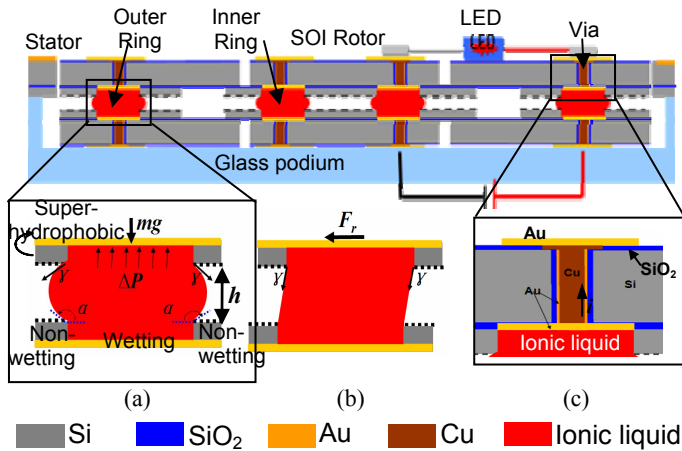 Outer Ring
Inner Ring
SOI Rotor
LED
Via
Stator
Glass podium
Super-hydrophobic
mg
γ
γ
ΔP
h
α
α
Non-wetting
Wetting
Non-wetting
Fr
γ
γ
Au
SiO2
Cu
Si
Au
Ionic liquid
(a)
(b)
(c)
Si
SiO2
Au
Cu
Ionic liquid